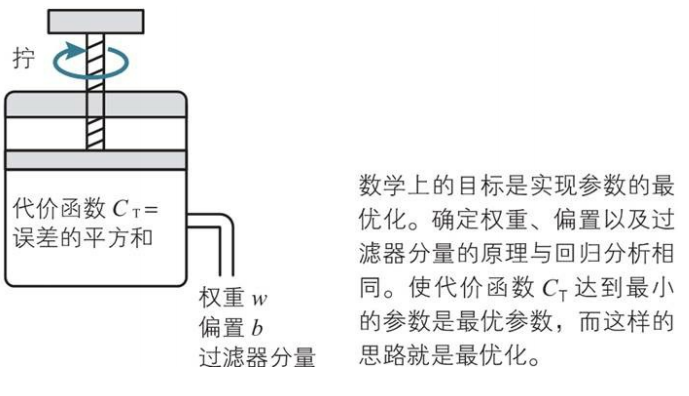 拧
代价函数 C_T=
误差的平方和
权重 w
偏置 b
过滤器分量
数学上的目标是实现参数的最
优化。确定权重、偏置以及过
滤器分量的原理与回归分析相
同。使代价函数 C_T 达到最小
的参数是最优参数，而这样的
思路就是最优化。